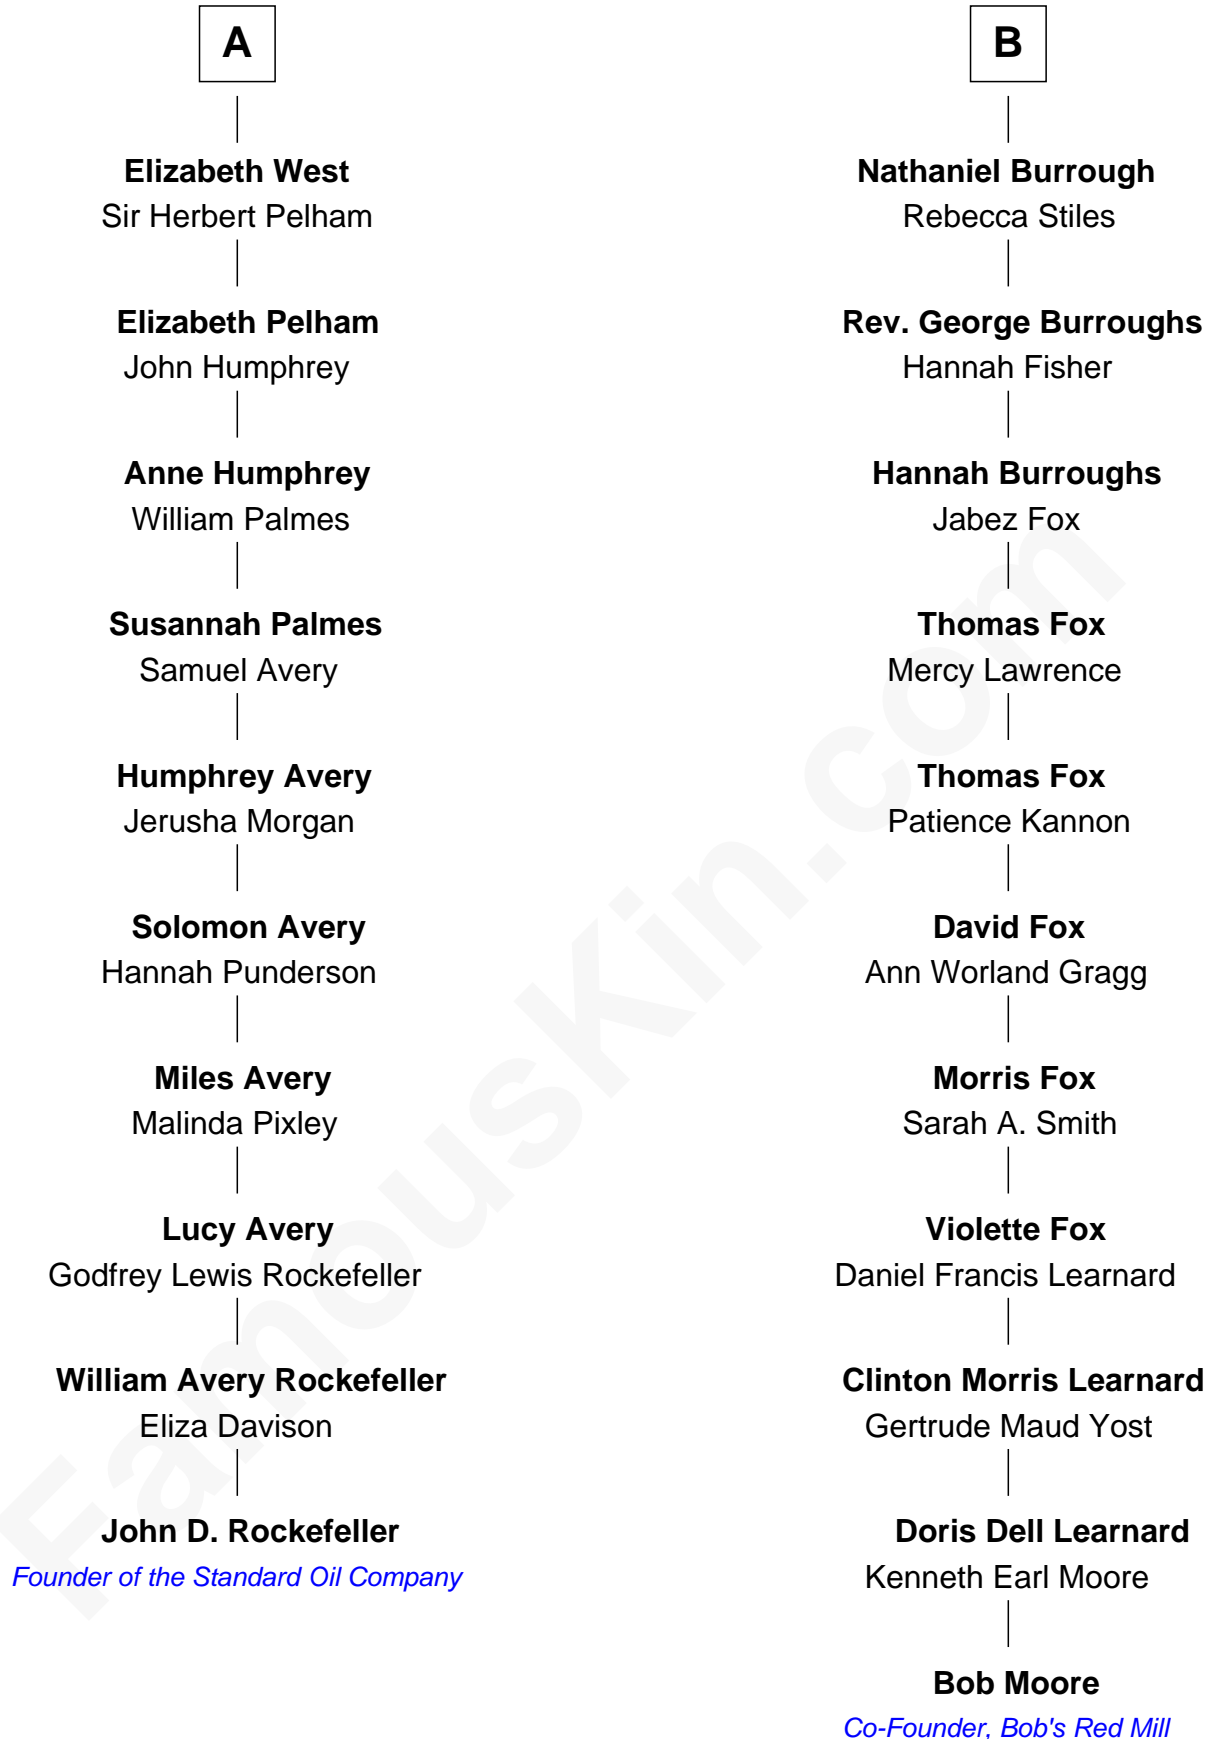 A
Elizabeth West
Sir Herbert Pelham
Elizabeth Pelham
John Humphrey
Anne Humphrey
William Palmes
Susannah Palmes
Samuel Avery
Humphrey Avery
Jerusha Morgan
Solomon Avery
Hannah Punderson
Miles Avery
Malinda Pixley
Lucy Avery
Godfrey Lewis Rockefeller
William Avery Rockefeller
Eliza Davison
John D. Rockefeller
Founder of the Standard Oil Company
B
Nathaniel Burrough
Rebecca Stiles
Rev. George Burroughs
Hannah Fisher
Hannah Burroughs
Jabez Fox
Thomas Fox
Mercy Lawrence
Thomas Fox
Patience Kannon
David Fox
Ann Worland Gragg
Morris Fox
Sarah A. Smith
Violette Fox
Daniel Francis Learnard
Clinton Morris Learnard
Gertrude Maud Yost
Doris Dell Learnard
Kenneth Earl Moore
Bob Moore
Co-Founder, Bob's Red Mill
FamousKin.com